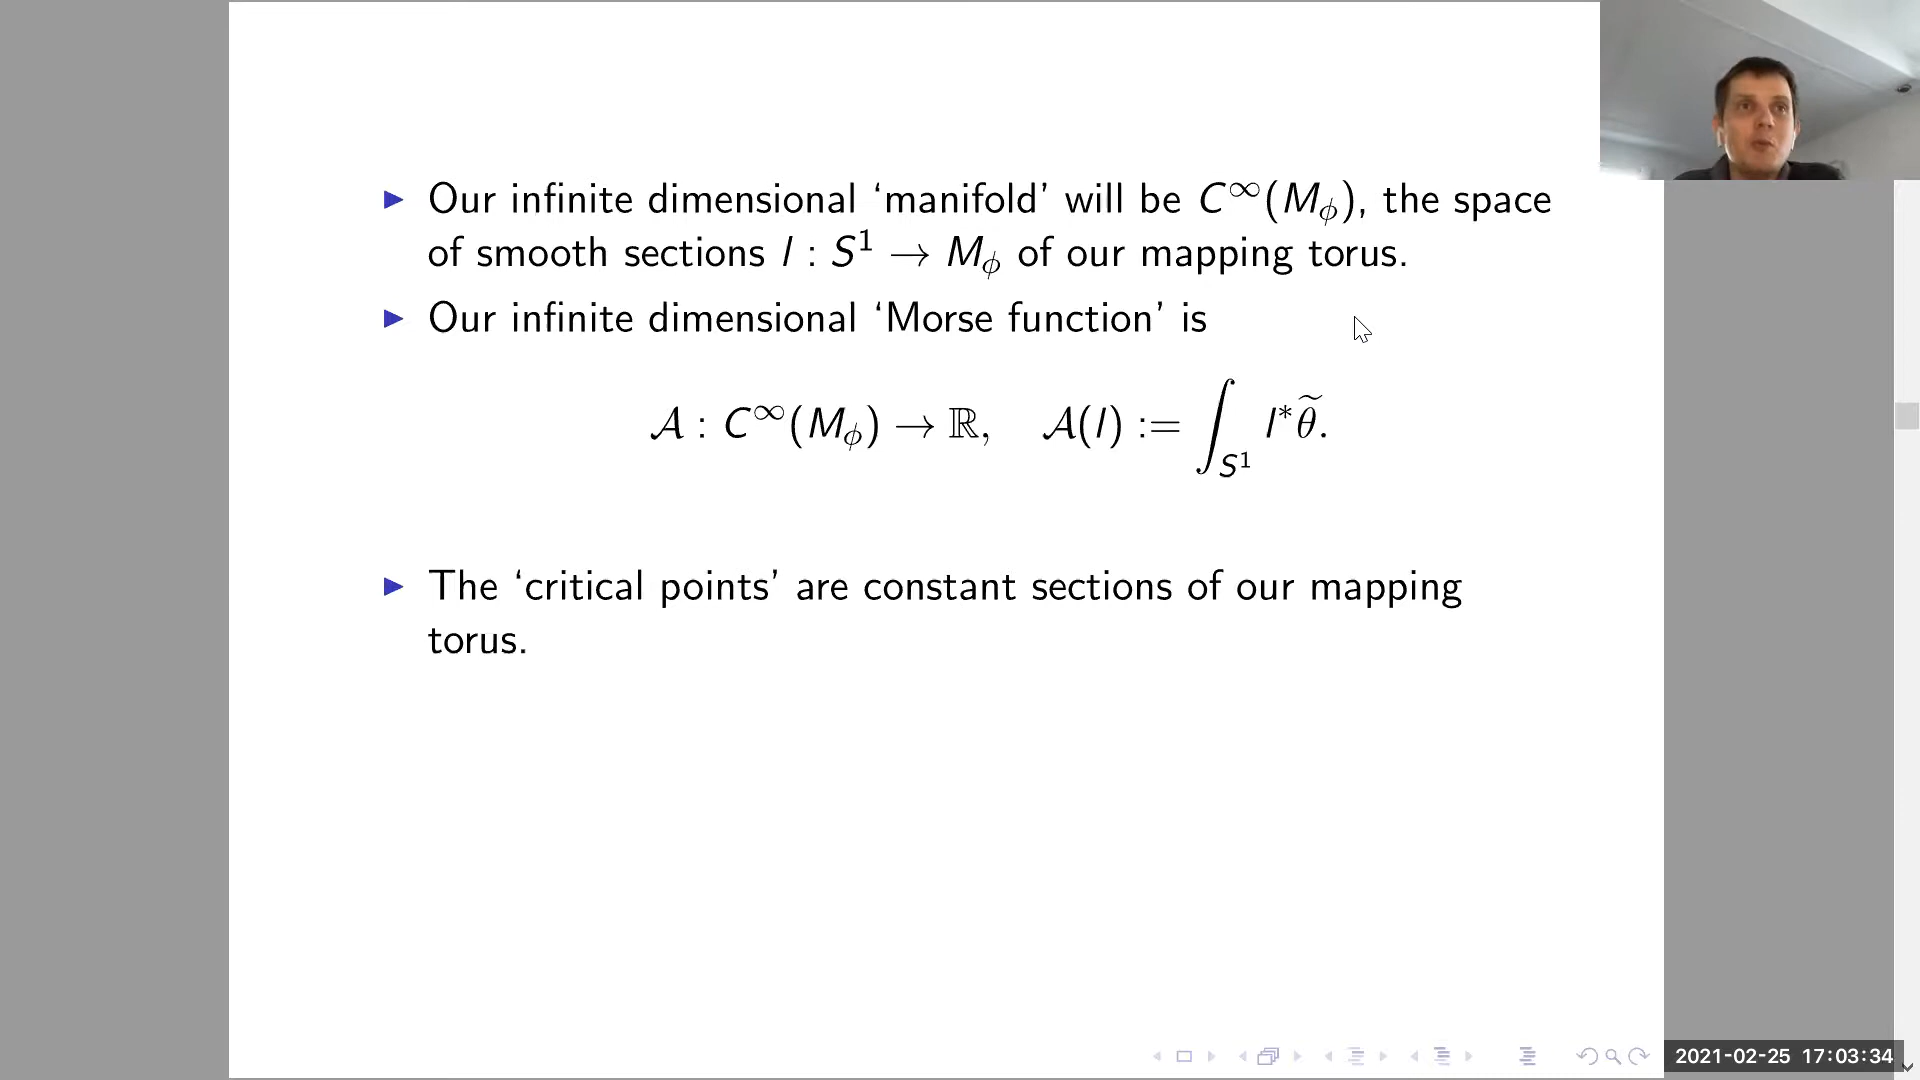 ▶ Our infinite dimensional ‘manifold’ will be C^∞(M_ϕ), the space
of smooth sections l : S¹ → M_ϕ of our mapping torus.
▶ Our infinite dimensional ‘Morse function’ is
𝒜 : C^∞(M_ϕ) → ℝ, 𝒜(l) := ∫_{S¹} l*θ̃.
▶ The ‘critical points’ are constant sections of our mapping
torus.
2021-02-25 17:03:34